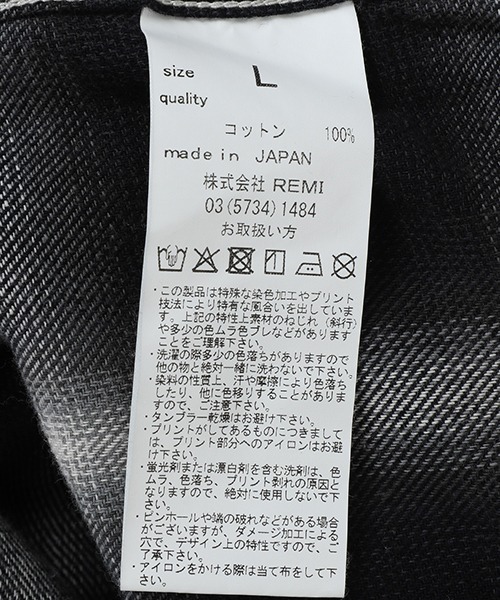 size L
quality
コットン 100%
made in JAPAN
株式会社 REMI
03(5734)1484
お取扱い方
・この製品は特殊な染色加工やプリント
技法により特有な風合いを出していま
す。上記の特性上素材のねじれ（斜行）
や多少の色ムラ色ブレなどがあります
ことをご理解下さい。
・洗濯の際多少の色落ちがありますので
他の物と絶対一緒に洗わないで下さい。
・染料の性質上、汗や摩擦により色落ち
したり、他に色移りすることがありま
すので、ご注意下さい。
・タンブラー乾燥はお避け下さい。
・プリントがしてあるものにつきまして
は、プリント部分へのアイロンはお避け
下さい。
・蛍光剤または漂白剤を含む洗剤は、色
ムラ、色落ち、プリント剥れの原因と
なりますので、絶対に使用しないで下
さい。
・ピンホールや端の破れなどがある場合
がございますが、ダメージ加工による
穴で、デザイン上の特性ですので、ご
了承下さい。
・アイロンをかける際は当て布をして下
さい。